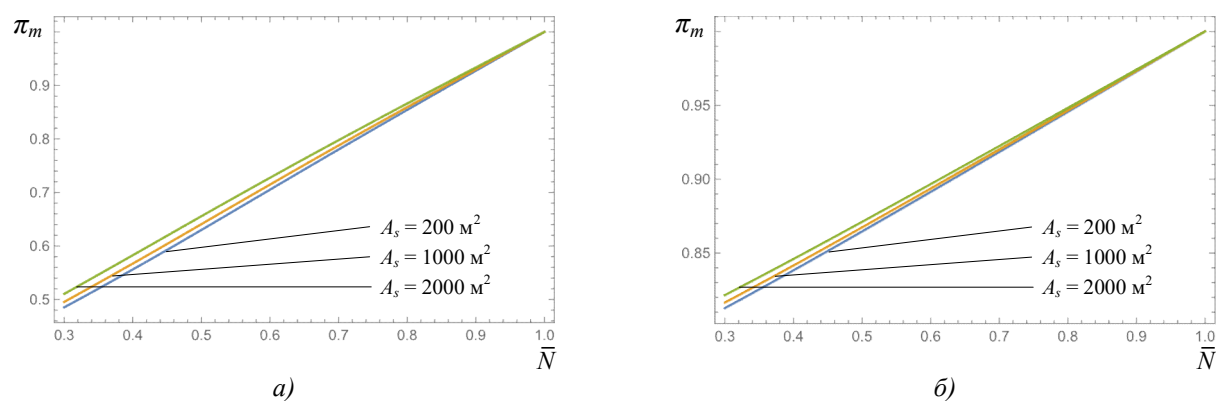 π_m
0.9
0.8
0.7
0.6
0.5
0.3 0.4 0.5 0.6 0.7 0.8 0.9 1.0
N̅
A_s = 200 м²
A_s = 1000 м²
A_s = 2000 м²
а)
π_m
0.95
0.90
0.85
0.3 0.4 0.5 0.6 0.7 0.8 0.9 1.0
N̅
A_s = 200 м²
A_s = 1000 м²
A_s = 2000 м²
б)